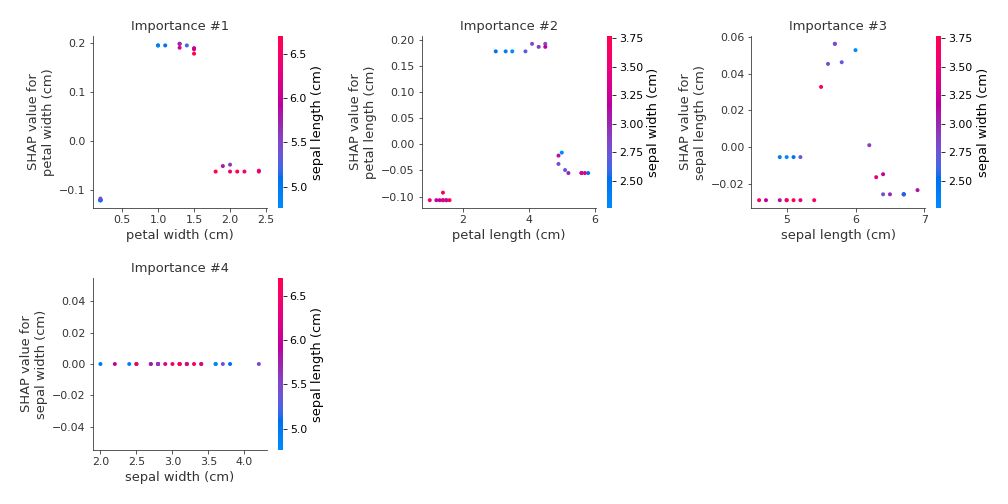 Importance #1
SHAP value for
petal width (cm)
0.2
0.1
0.0
−0.1
0.5 1.0 1.5 2.0 2.5
petal width (cm)
6.5
6.0
5.5
5.0
sepal length (cm)
Importance #2
SHAP value for
petal length (cm)
0.20
0.15
0.10
0.05
0.00
−0.05
−0.10
2 4 6
petal length (cm)
3.75
3.50
3.25
3.00
2.75
2.50
sepal width (cm)
Importance #3
SHAP value for
sepal length (cm)
0.06
0.04
0.02
0.00
−0.02
5 6 7
sepal length (cm)
3.75
3.50
3.25
3.00
2.75
2.50
sepal width (cm)
Importance #4
SHAP value for
sepal width (cm)
0.04
0.02
0.00
−0.02
−0.04
2.0 2.5 3.0 3.5 4.0
sepal width (cm)
6.5
6.0
5.5
5.0
sepal length (cm)